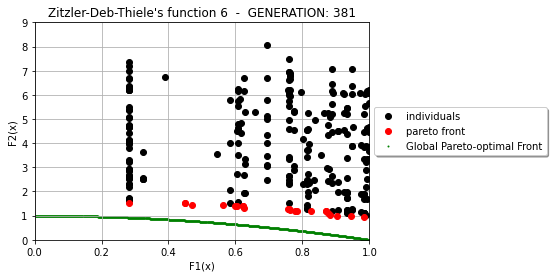 Zitzler-Deb-Thiele's function 6 - GENERATION: 381
9
8
7
6
5
4
3
2
1
0
F2(x)
0.0
0.2
0.4
0.6
0.8
1.0
F1(x)
individuals
pareto front
Global Pareto-optimal Front